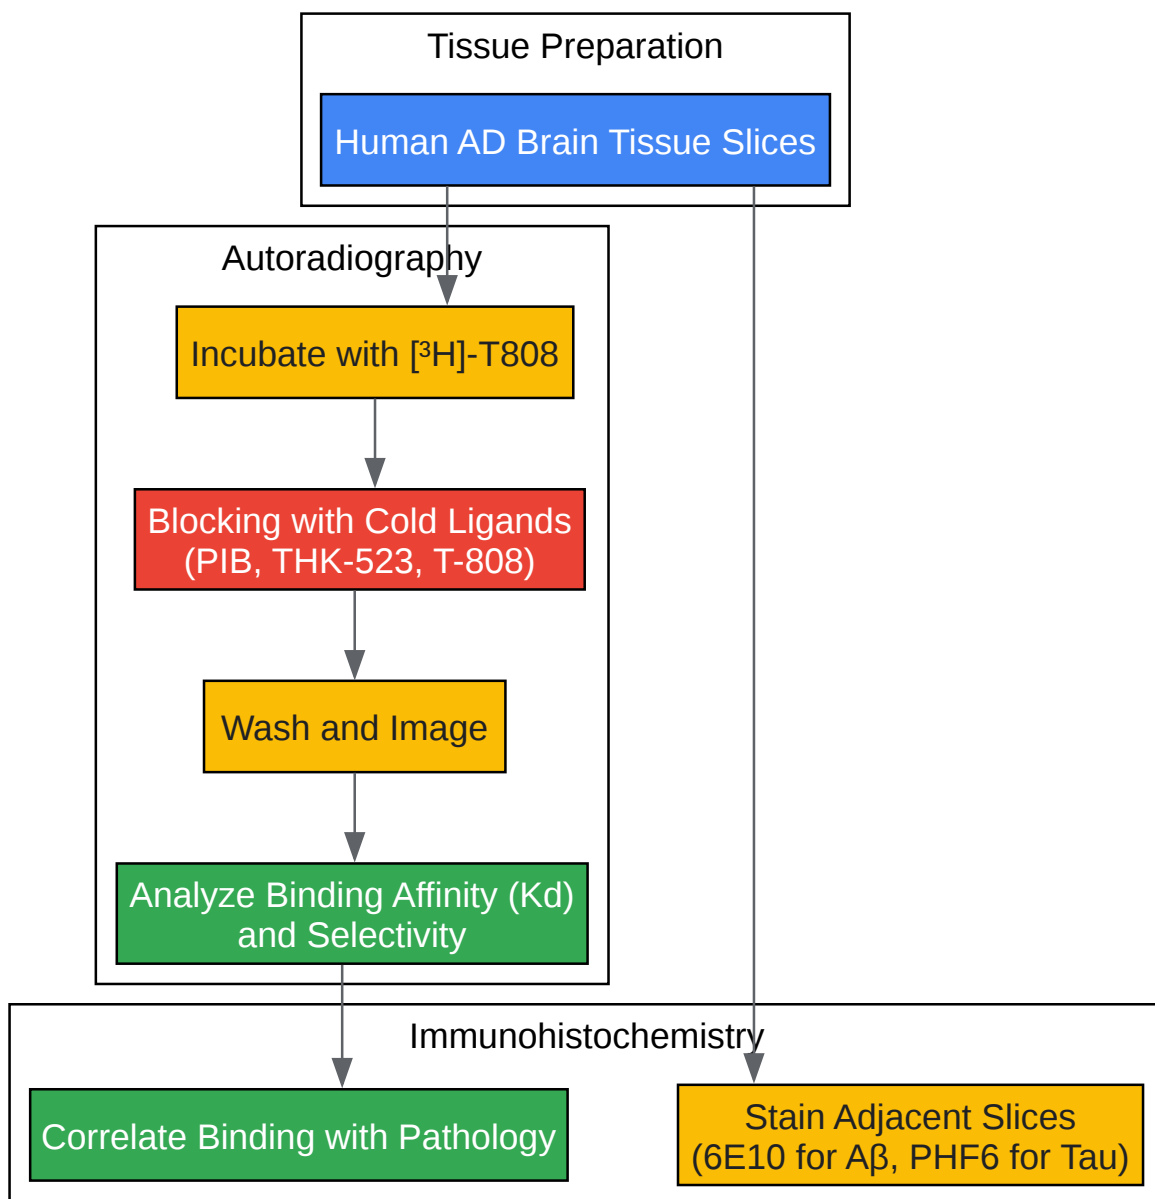 Tissue Preparation
Human AD Brain Tissue Slices
Autoradiography
Incubate with [³H]-T808
Blocking with Cold Ligands
(PIB, THK-523, T-808)
Wash and Image
Analyze Binding Affinity (Kd)
and Selectivity
Immunohistochemistry
Correlate Binding with Pathology
Stain Adjacent Slices
(6E10 for Aβ, PHF6 for Tau)